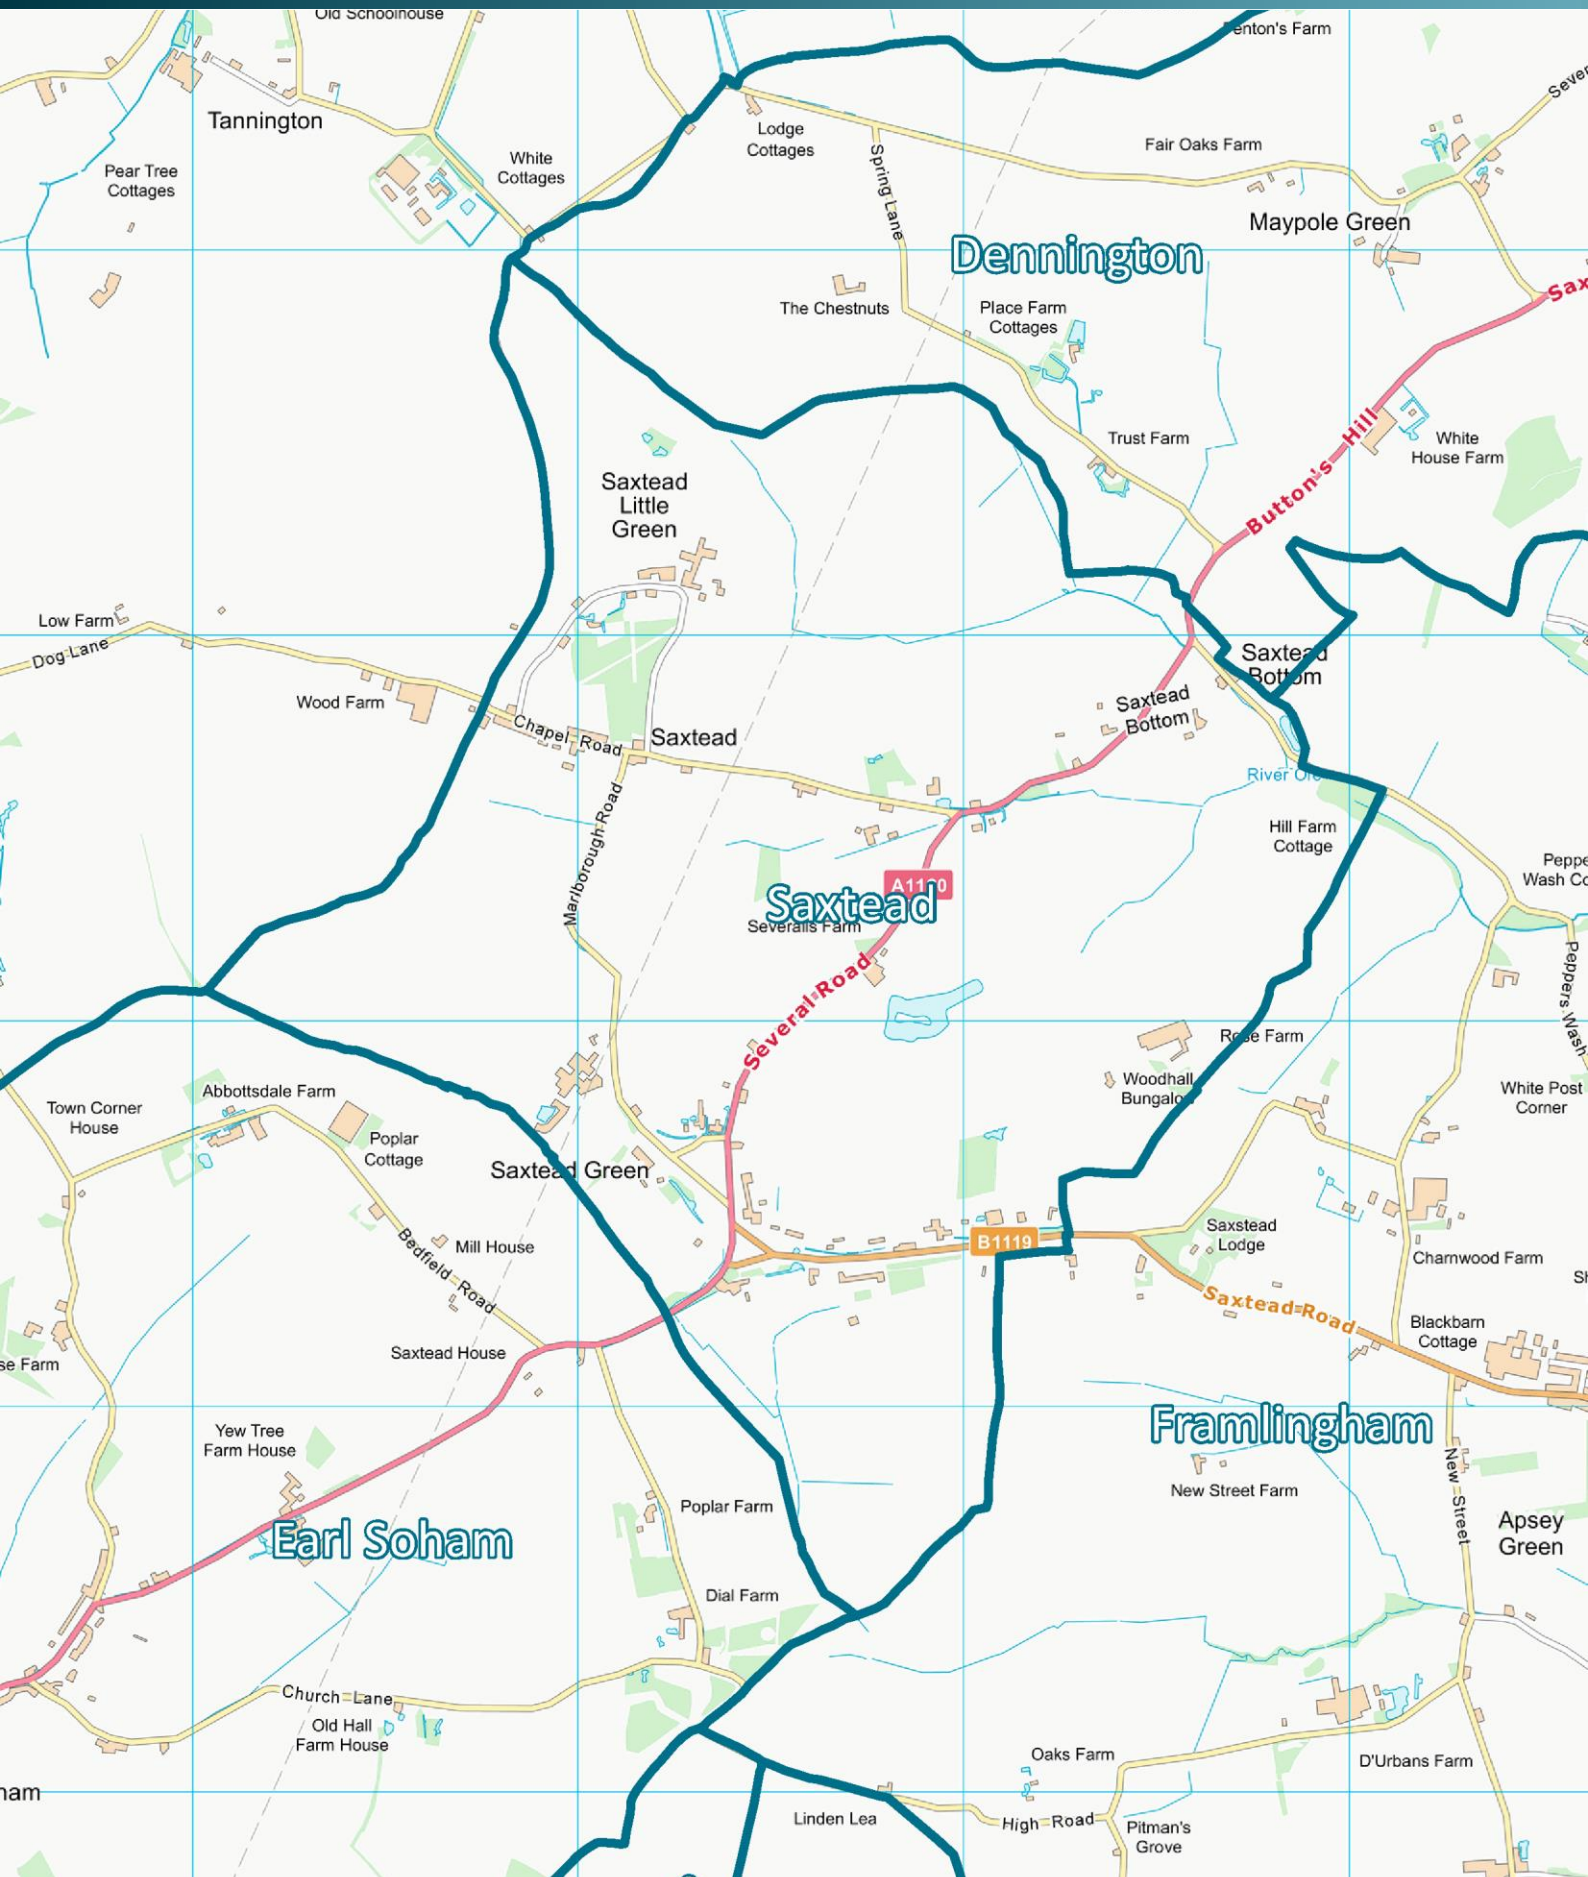 Old Schoolhouse
Tannington
Pear Tree
Cottages
White
Cottages
Lodge
Cottages
Spring Lane
Fair Oaks Farm
Maypole Green
Dennington
The Chestnuts
Place Farm
Cottages
Trust Farm
Button's Hill
White
House Farm
Saxtead
Little
Green
Low Farm
Dog Lane
Wood Farm
Chapel Road
Saxtead
Marlborough Road
Saxtead
Bottom
Saxtead
Bottom
River Ore
Hill Farm
Cottage
A1120
Saxtead
Severalls Farm
Several Road
Peppers Wash
Rose Farm
Woodhall
Bungalow
White Post
Corner
Town Corner
House
Abbottsdale Farm
Poplar
Cottage
Saxtead Green
Mill House
Bedfield Road
B1119
Saxstead
Lodge
Charnwood Farm
Saxtead Road
Blackbarn
Cottage
Saxtead House
Yew Tree
Farm House
Framlingham
New Street Farm
New Street
Apsey
Green
Earl Soham
Poplar Farm
Dial Farm
Church Lane
Old Hall
Farm House
Oaks Farm
D'Urbans Farm
Linden Lea
High Road
Pitman's
Grove